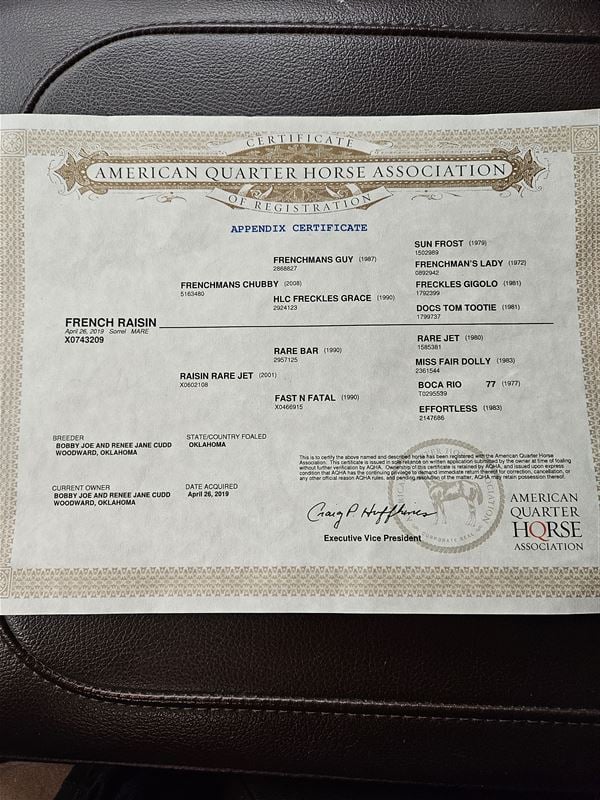 CERTIFICATE
AMERICAN QUARTER HORSE ASSOCIATION
OF REGISTRATION
APPENDIX CERTIFICATE
SUN FROST (1979)
1502989
FRENCHMANS GUY (1987)
2868827
FRENCHMAN'S LADY (1972)
0892942
FRENCHMANS CHUBBY (2008)
5163480
FRECKLES GIGOLO (1981)
1792399
HLC FRECKLES GRACE (1990)
2924123
DOCS TOM TOOTIE (1981)
1799737
FRENCH RAISIN
April 26, 2019 Sorrel MARE
X0743209
RARE JET (1980)
1585381
RARE BAR (1990)
2957125
MISS FAIR DOLLY (1983)
2361544
RAISIN RARE JET (2001)
X0602108
BOCA RIO 77 (1977)
T0295539
FAST N FATAL (1990)
X0466915
EFFORTLESS (1983)
2147686
BREEDER
BOBBY JOE AND RENEE JANE CUDD
WOODWARD, OKLAHOMA
STATE/COUNTRY FOALED
OKLAHOMA
CURRENT OWNER
BOBBY JOE AND RENEE JANE CUDD
WOODWARD, OKLAHOMA
DATE ACQUIRED
April 26, 2019
This is to certify the above named and described horse has been registered with the American Quarter Horse
Association. This certificate is issued in sole reliance on written application submitted by the owner at time of foaling
without further verification by AQHA. Ownership of this certificate is retained by AQHA, and issued upon express
condition that AQHA has the continuing privilege to demand immediate return thereof for correction, cancellation, or
any other official reason AQHA rules, and pending resolution of the matter, AQHA may retain possession thereof.
Craig P. Huffhines
Executive Vice President
CORPORATE SEAL
AMERICAN
QUARTER
HORSE
ASSOCIATION